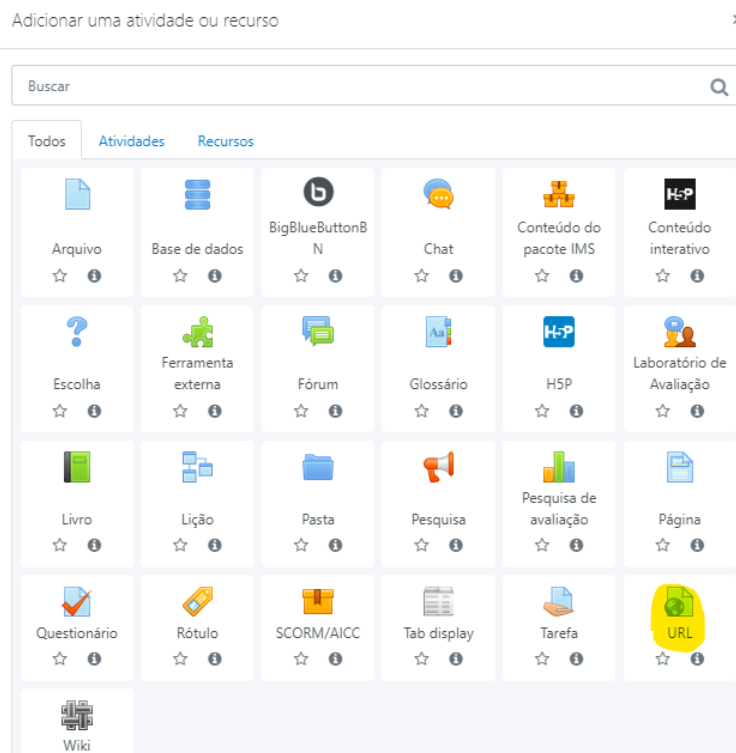 Adicionar uma atividade ou recurso
Buscar
Todos Atividades Recursos
Arquivo
Base de dados
BigBlueButtonB
N
Chat
Conteúdo do
pacote IMS
H5P
Conteúdo
interativo
Escolha
Ferramenta
externa
Fórum
Aa
Glossário
H5P
H5P
Laboratório de
Avaliação
Livro
Lição
Pasta
Pesquisa
Pesquisa de
avaliação
Página
Questionário
Rótulo
SCORM/AICC
Tab display
Tarefa
URL
Wiki